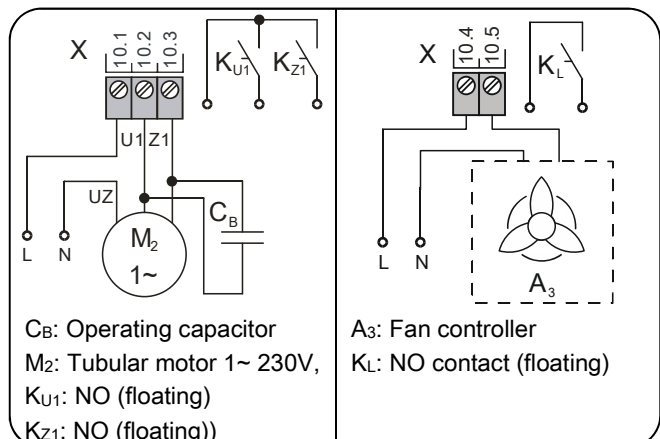 X 10.1 10.2 10.3
KU1 KZ1
U1 Z1
UZ
CB
L N
M2
1~
CB: Operating capacitor
M2: Tubular motor 1~ 230V,
KU1: NO (floating)
KZ1: NO (floating))
X 10.4 10.5
KL
L N
A3
A3: Fan controller
KL: NO contact (floating)